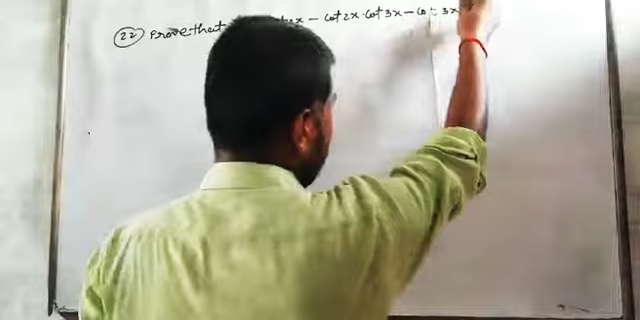 (22) Prove that x - cot 2x · cot 3x - cot 3x